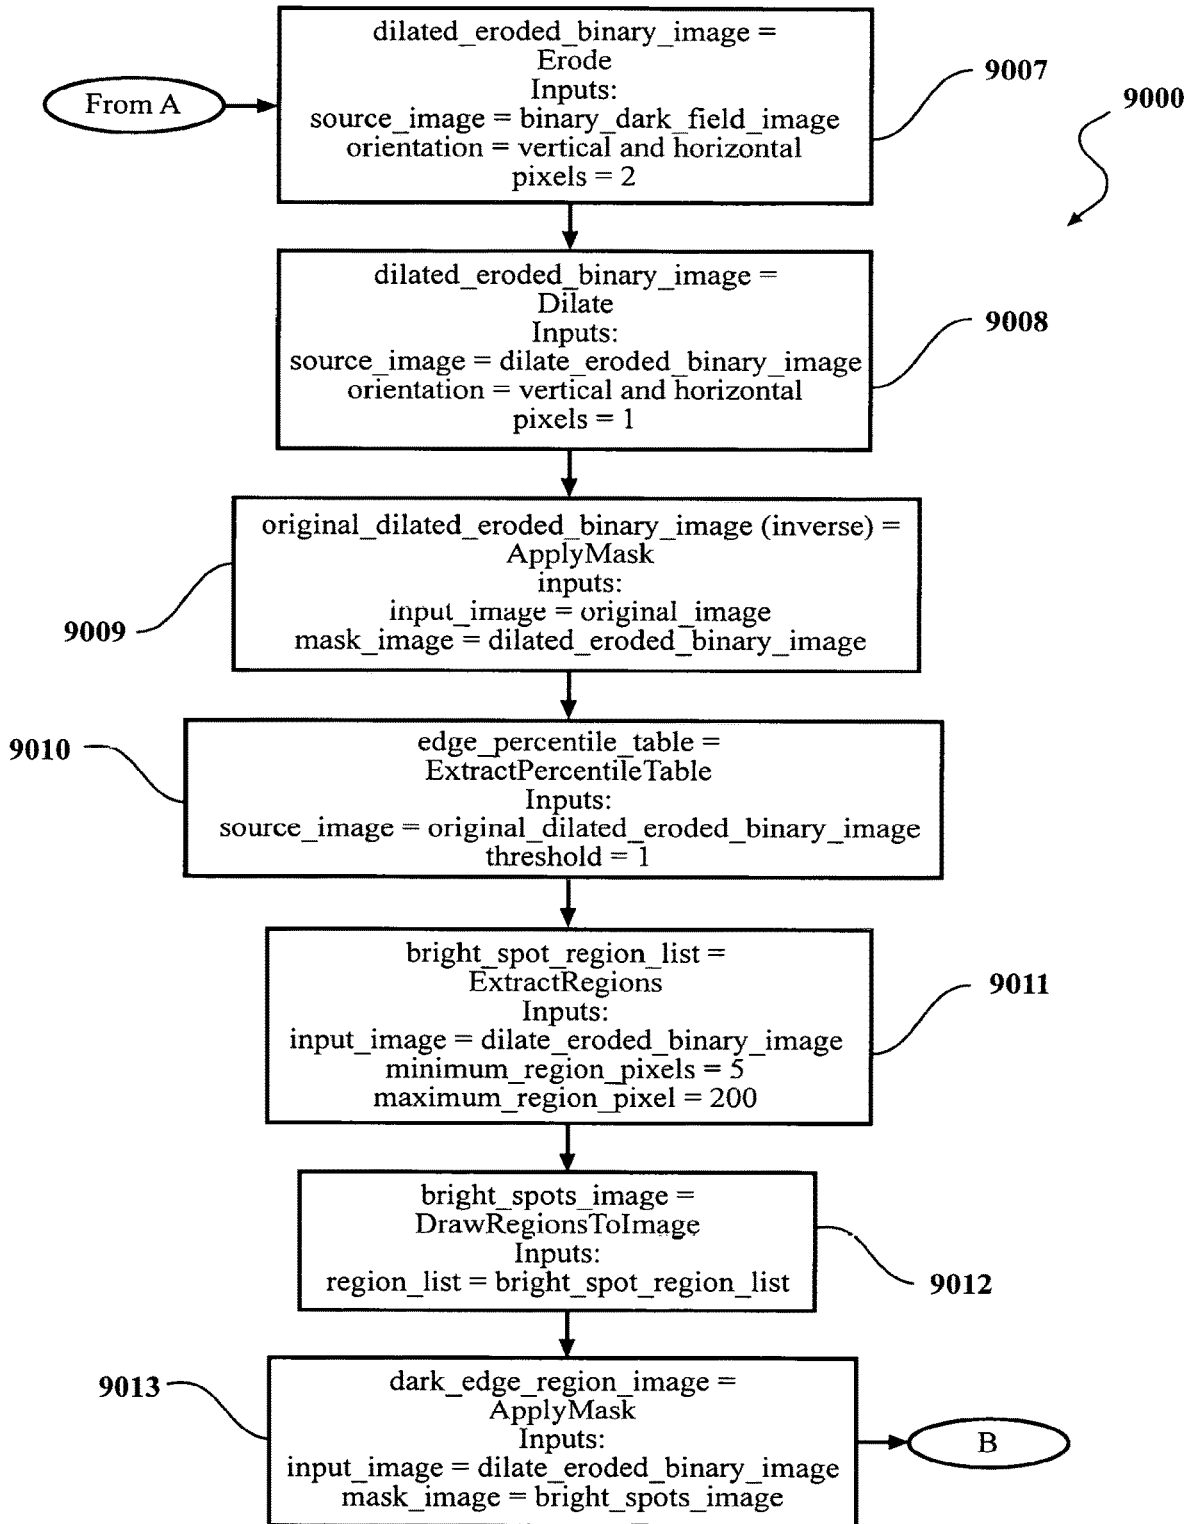 dilated_eroded_binary_image =
Erode
Inputs:
source_image = binary_dark_field_image
orientation = vertical and horizontal
pixels = 2
From A
9007
9000
dilated_eroded_binary_image =
Dilate
Inputs:
source_image = dilate_eroded_binary_image
orientation = vertical and horizontal
pixels = 1
9008
original_dilated_eroded_binary_image (inverse) =
ApplyMask
inputs:
input_image = original_image
mask_image = dilated_eroded_binary_image
9009
edge_percentile_table =
ExtractPercentileTable
Inputs:
source_image = original_dilated_eroded_binary_image
threshold = 1
9010
bright_spot_region_list =
ExtractRegions
Inputs:
input_image = dilate_eroded_binary_image
minimum_region_pixels = 5
maximum_region_pixel = 200
9011
bright_spots_image =
DrawRegionsToImage
Inputs:
region_list = bright_spot_region_list
9012
dark_edge_region_image =
ApplyMask
Inputs:
input_image = dilate_eroded_binary_image
mask_image = bright_spots_image
9013
B